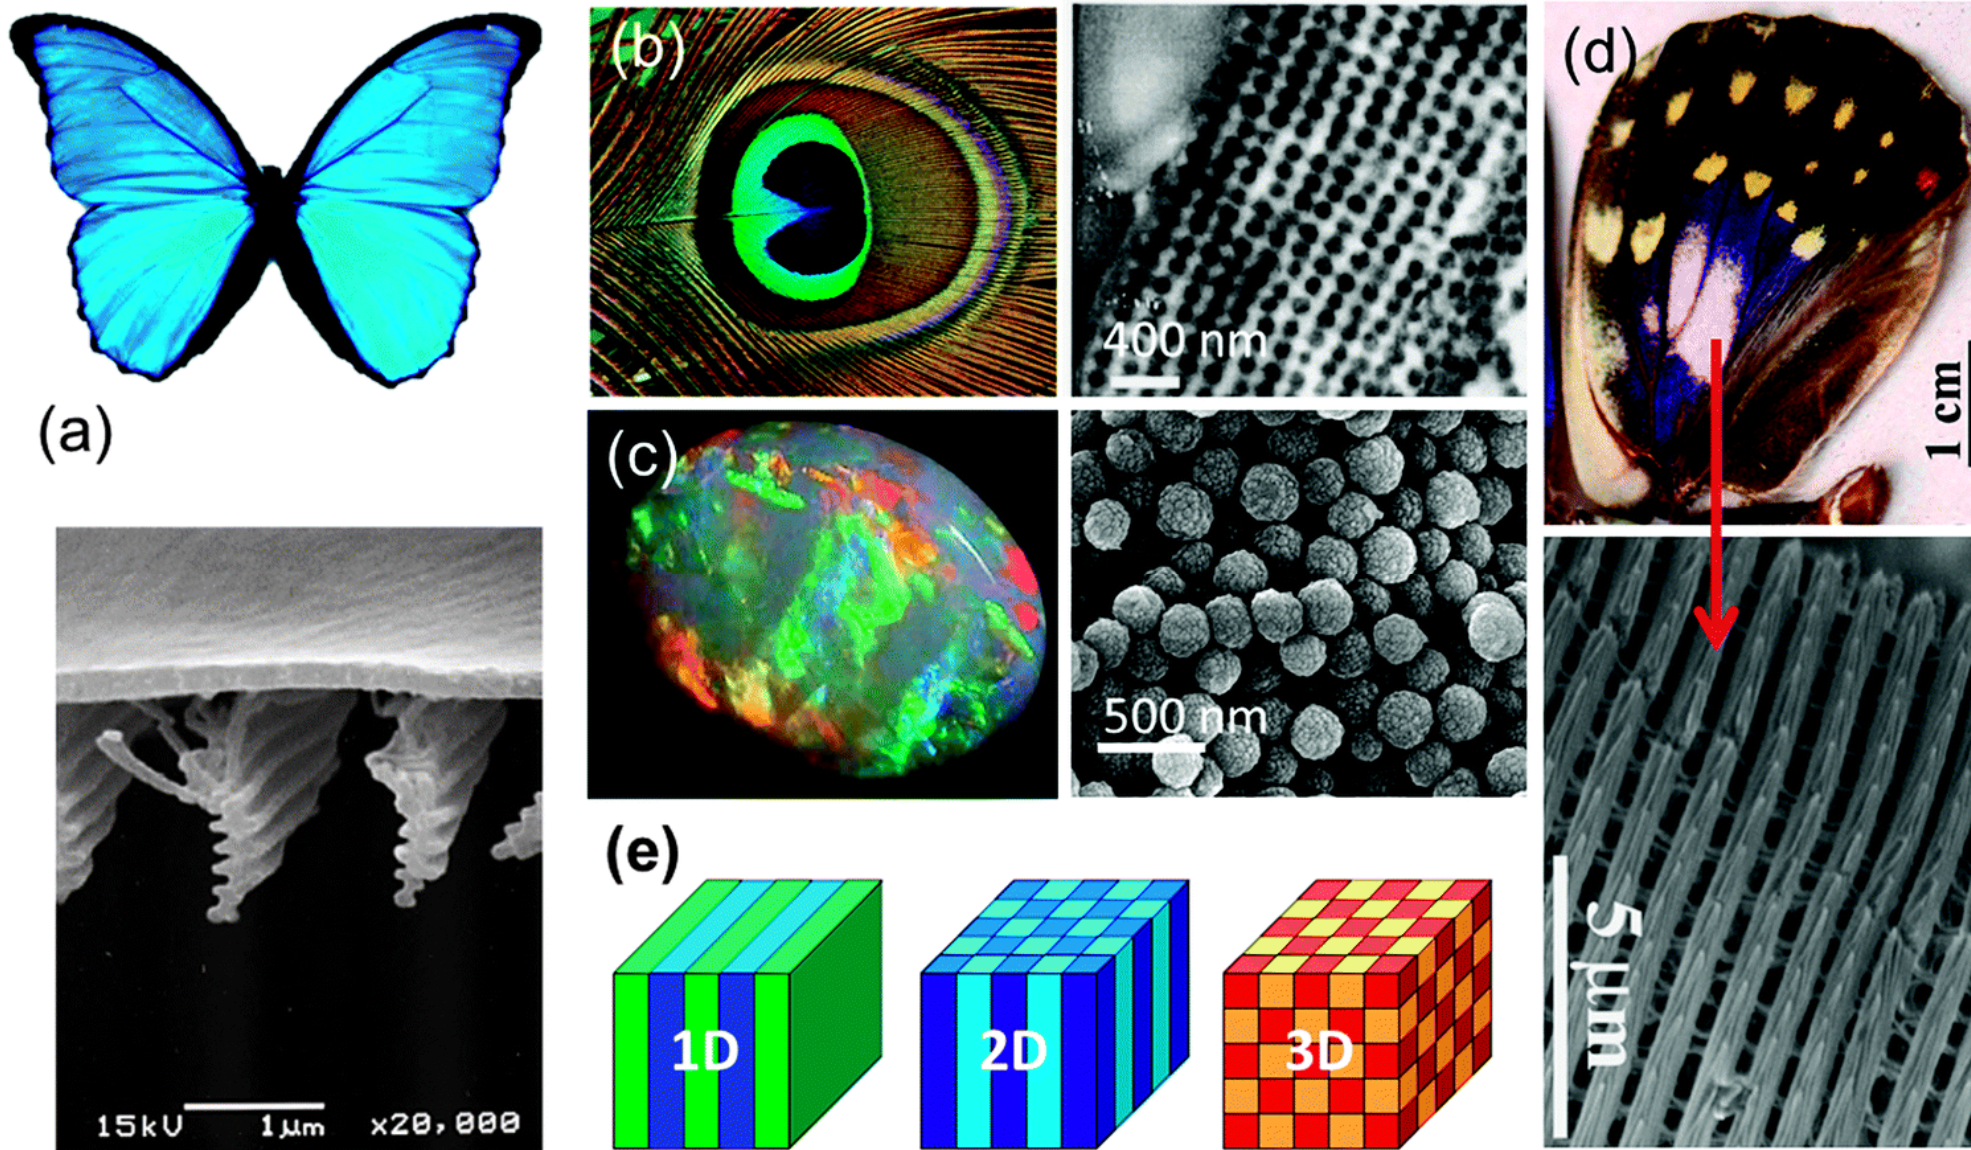 (a)
15kV 1µm x20,000
(b)
400 nm
(c)
500 nm
(d)
1 cm
5 µm
(e)
1D 2D 3D